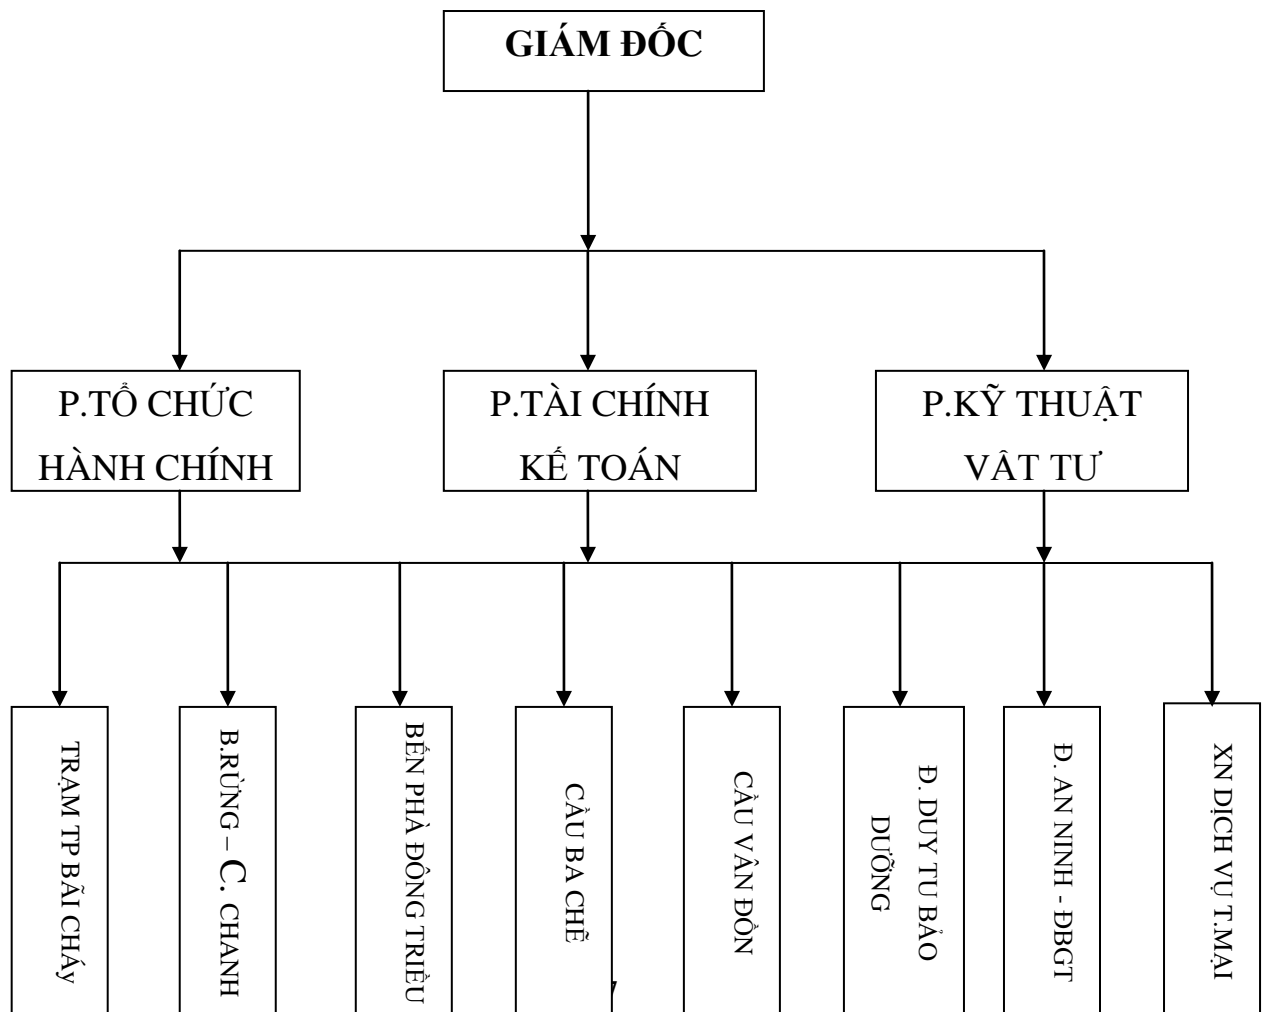 GIÁM ĐỐC
P.TỔ CHỨC
HÀNH CHÍNH
P.TÀI CHÍNH
KẾ TOÁN
P.KỸ THUẬT
VÂT TƯ
TRẠM TP BÃI CHÁy
B.RỪNG – C. CHANH
BẾN PHÀ ĐÔNG TRIỀU
CẦU BA CHẼ
CẦU VÂN ĐỒN
Đ. DUY TU BẢO
DƯỠNG
Đ. AN NINH - ĐBGT
XN DỊCH VỤ T.MẠI